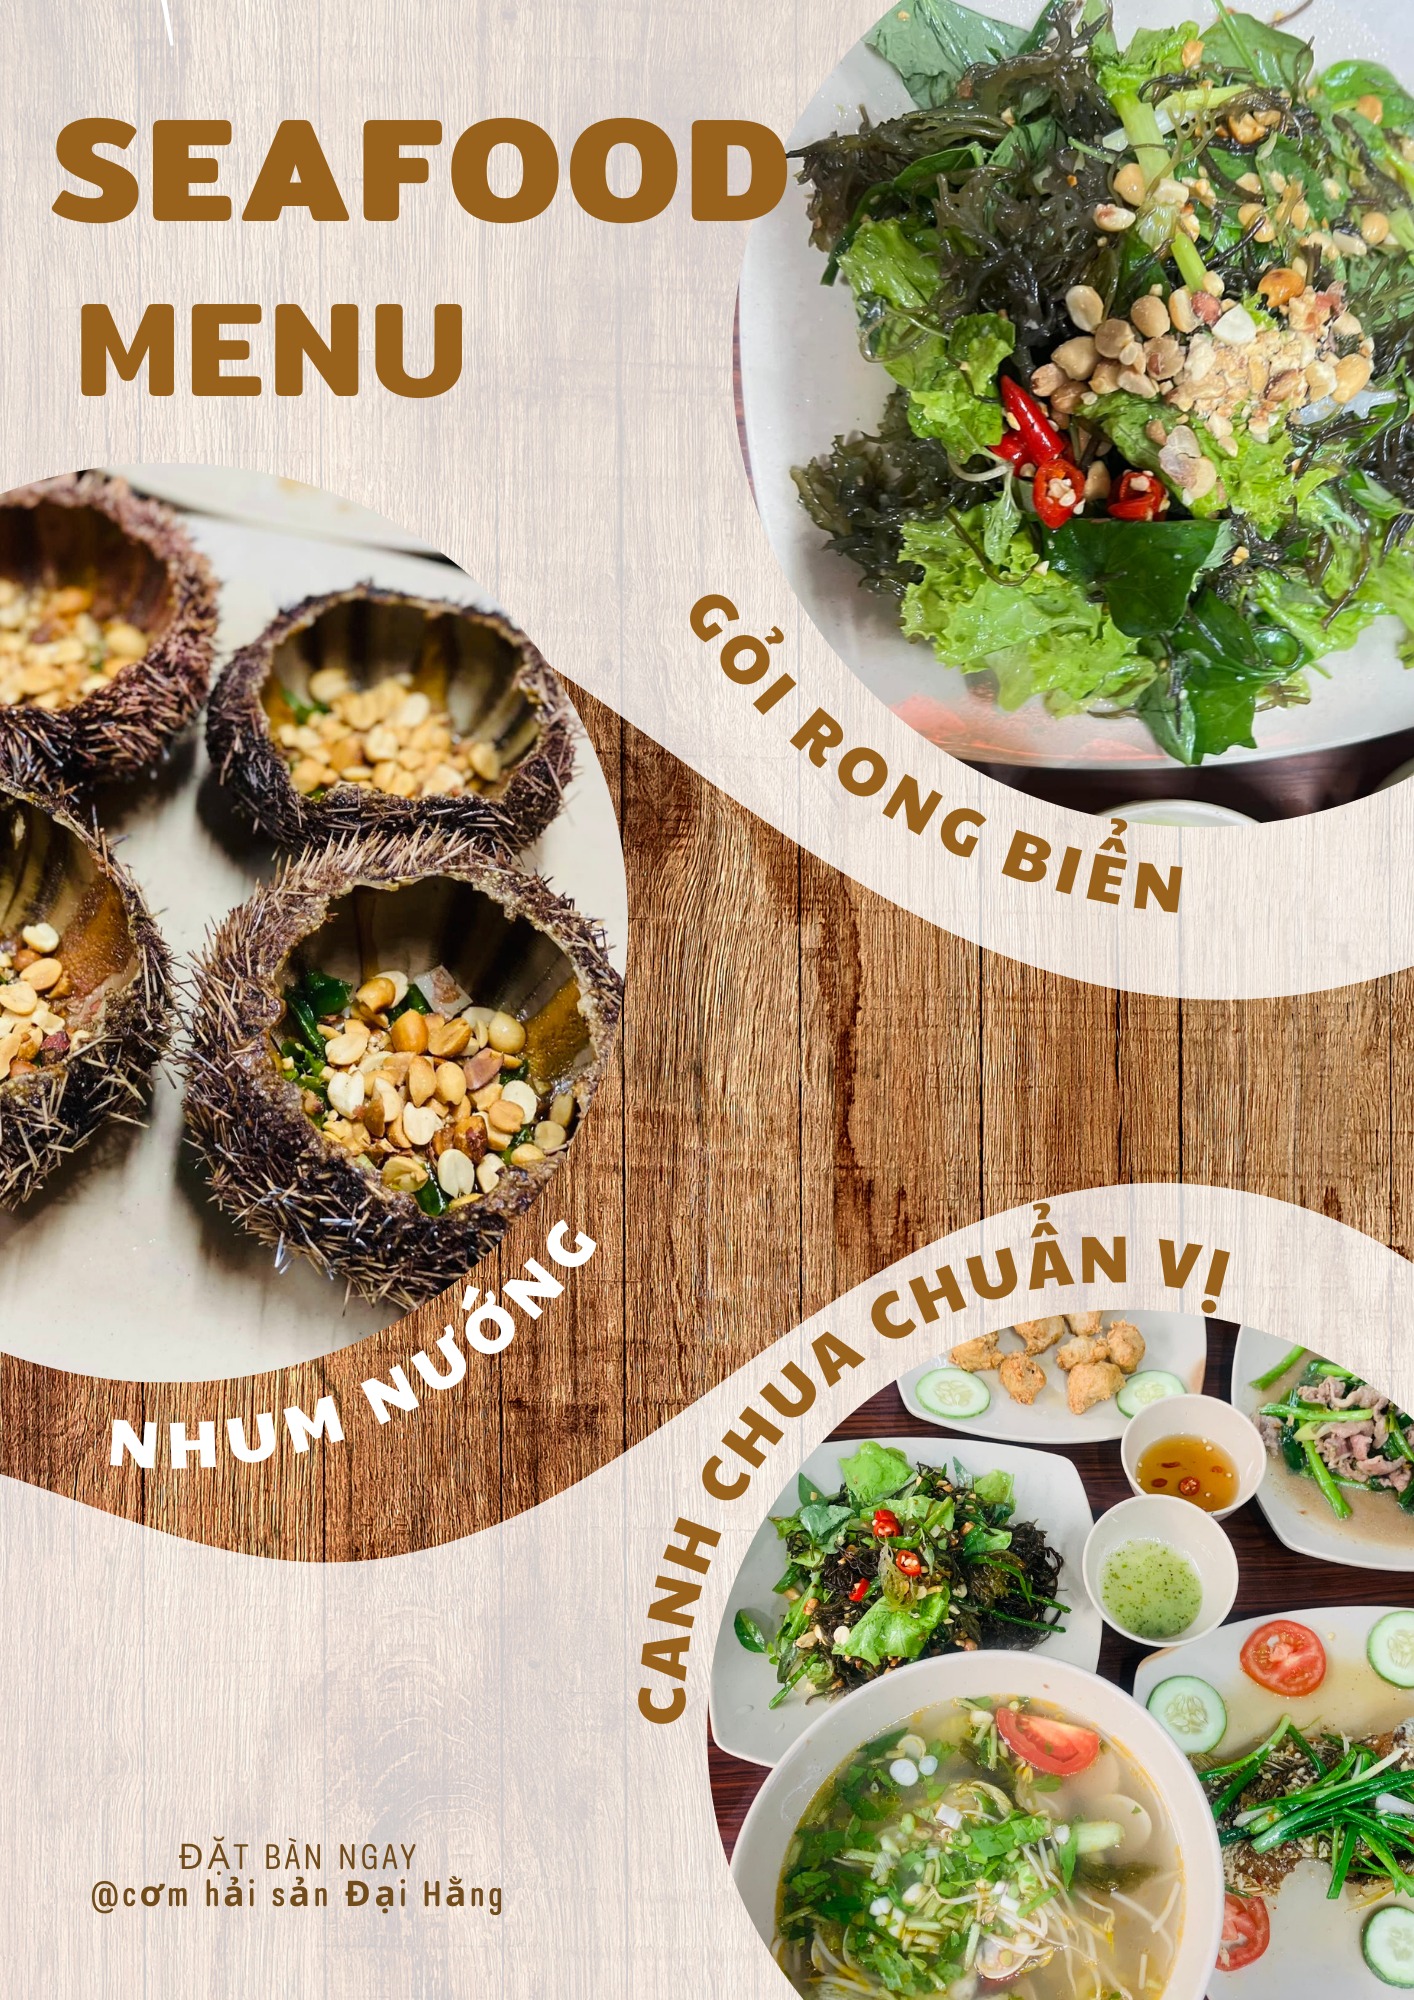 SEAFOOD
MENU
GỎI RONG BIỂN
NHUM NƯỚNG
CANH CHUA CHUẨN VỊ
ĐẶT BÀN NGAY
@cơm hải sản Đại Hằng